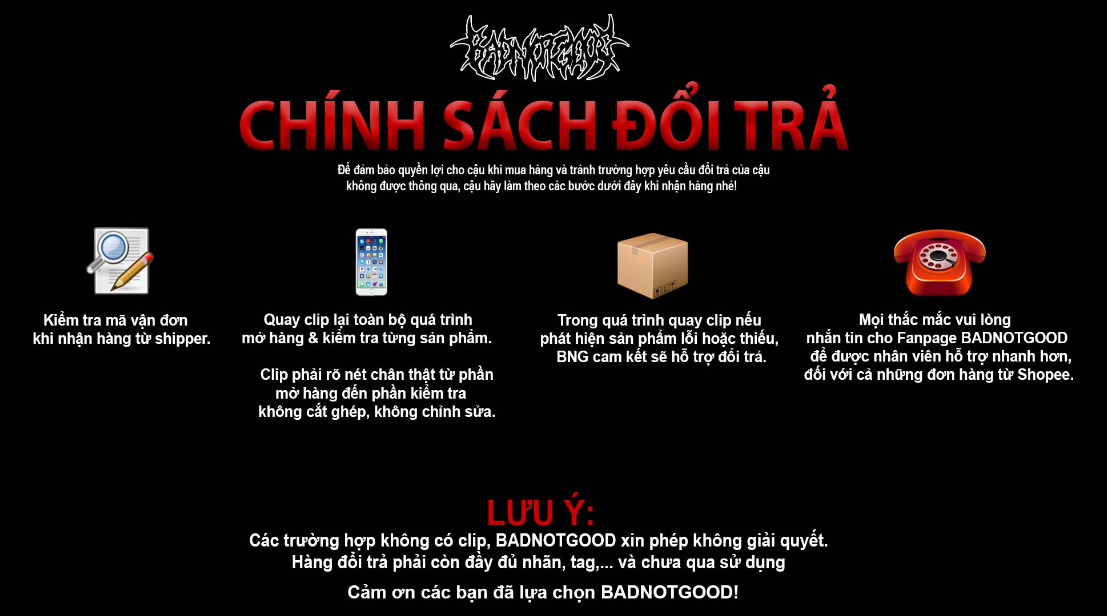 BADNOTGOOD
CHÍNH SÁCH ĐỔI TRẢ
Để đảm bảo quyền lợi cho cậu khi mua hàng và tránh trường hợp yêu cầu đổi trả của cậu
không được thông qua, cậu hãy làm theo các bước dưới đây khi nhận hàng nhé!
Kiểm tra mã vận đơn
khi nhận hàng từ shipper.
Quay clip lại toàn bộ quá trình
mở hàng & kiểm tra từng sản phẩm.
Clip phải rõ nét chân thật từ phần
mở hàng đến phần kiểm tra
không cắt ghép, không chỉnh sửa.
Trong quá trình quay clip nếu
phát hiện sản phẩm lỗi hoặc thiếu,
BNG cam kết sẽ hỗ trợ đổi trả.
Mọi thắc mắc vui lòng
nhắn tin cho Fanpage BADNOTGOOD
để được nhân viên hỗ trợ nhanh hơn,
đối với cả những đơn hàng từ Shopee.
LƯU Ý:
Các trường hợp không có clip, BADNOTGOOD xin phép không giải quyết.
Hàng đổi trả phải còn đầy đủ nhãn, tag,... và chưa qua sử dụng
Cảm ơn các bạn đã lựa chọn BADNOTGOOD!